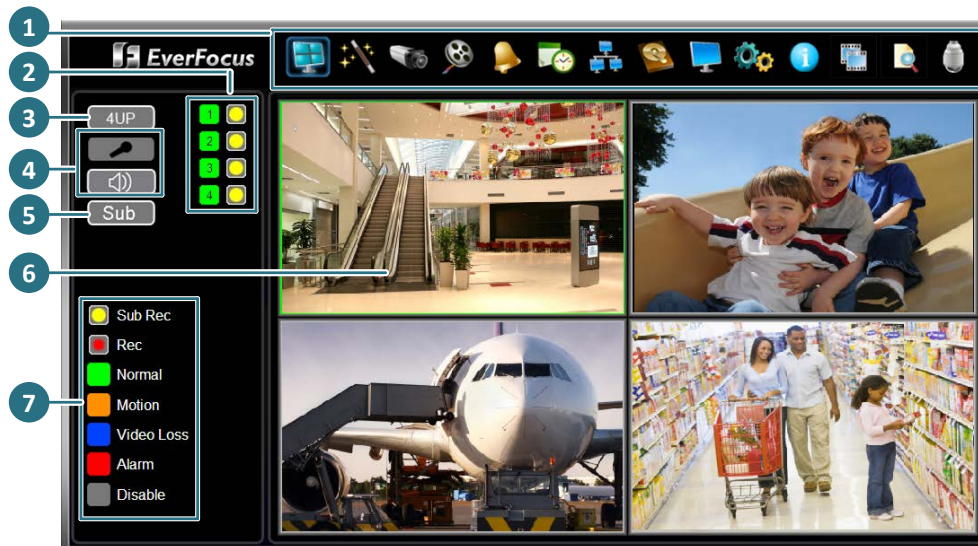 1
EverFocus
2
3
4UP
1
2
4
3
4
5
Sub
6
Sub Rec
Rec
Normal
7
Motion
Video Loss
Alarm
Disable